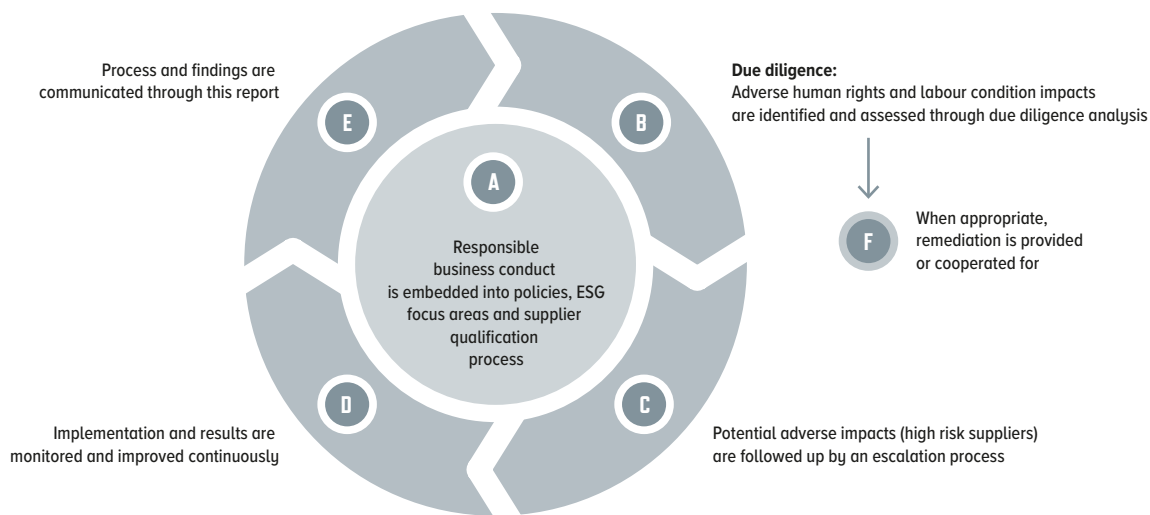 A
Responsible
business conduct
is embedded into policies, ESG
focus areas and supplier
qualification
process
B
Due diligence:
Adverse human rights and labour condition impacts
are identified and assessed through due diligence analysis
F
When appropriate,
remediation is provided
or cooperated for
C
Potential adverse impacts (high risk suppliers)
are followed up by an escalation process
D
Implementation and results are
monitored and improved continuously
E
Process and findings are
communicated through this report